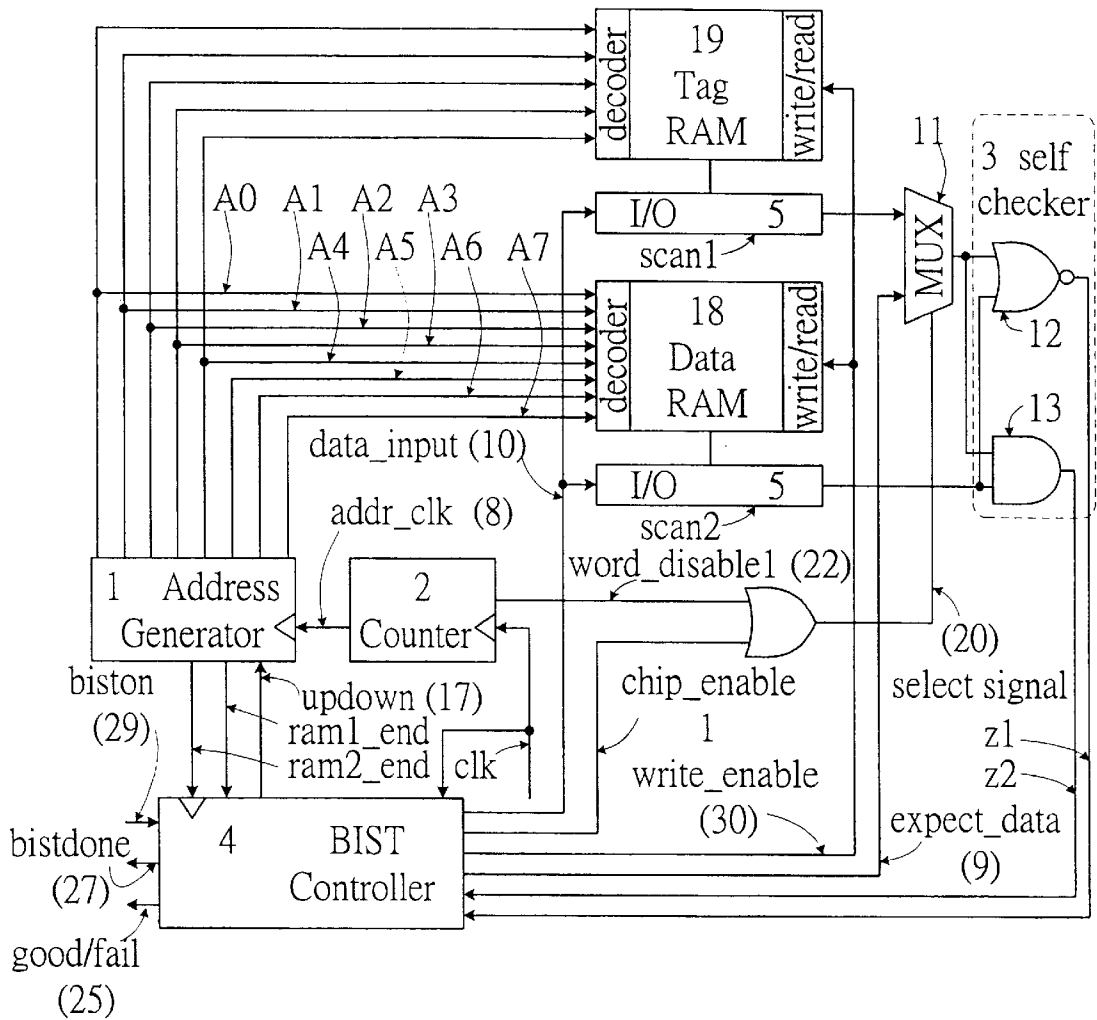 decoder
19
Tag
RAM
write/read
11
3 self
checker
A0 A1 A2 A3
A4 A5 A6 A7
I/O 5
scan1
MUX
12
decoder
18
Data
RAM
write/read
13
data_input (10)
I/O 5
scan2
addr_clk (8)
word_disable1 (22)
1 Address
Generator
2
Counter
(20)
select signal
biston
(29)
updown (17)
ram1_end
ram2_end
clk
chip_enable
1
write_enable
(30)
z1
z2
expect_data
(9)
4 BIST
Controller
bistdone
(27)
good/fail
(25)